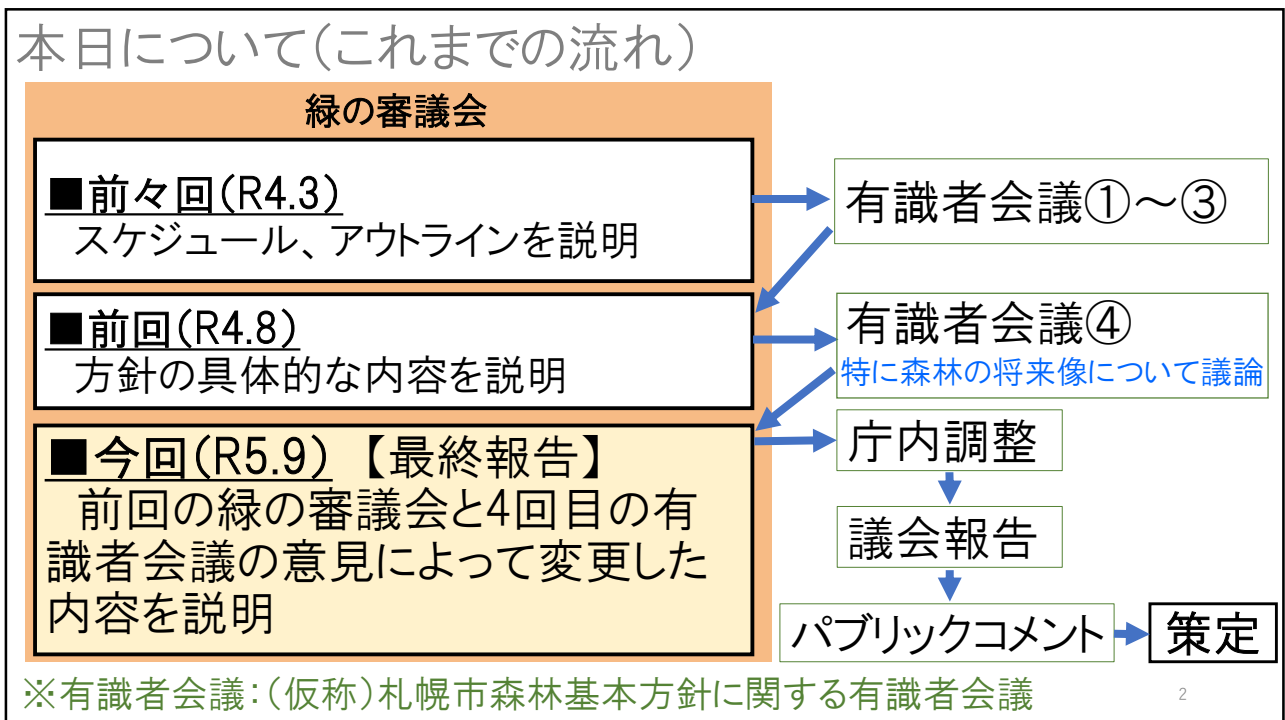 本日について(これまでの流れ)
緑の審議会
■前々回(R4.3)
スケジュール、アウトラインを説明
有識者会議①~③
■前回(R4.8)
方針の具体的な内容を説明
有識者会議④
特に森林の将来像について議論
■今回(R5.9)【最終報告】
前回の緑の審議会と4回目の有
識者会議の意見によって変更した
内容を説明
庁内調整
議会報告
パブリックコメント
策定
※有識者会議:(仮称)札幌市森林基本方針に関する有識者会議
2